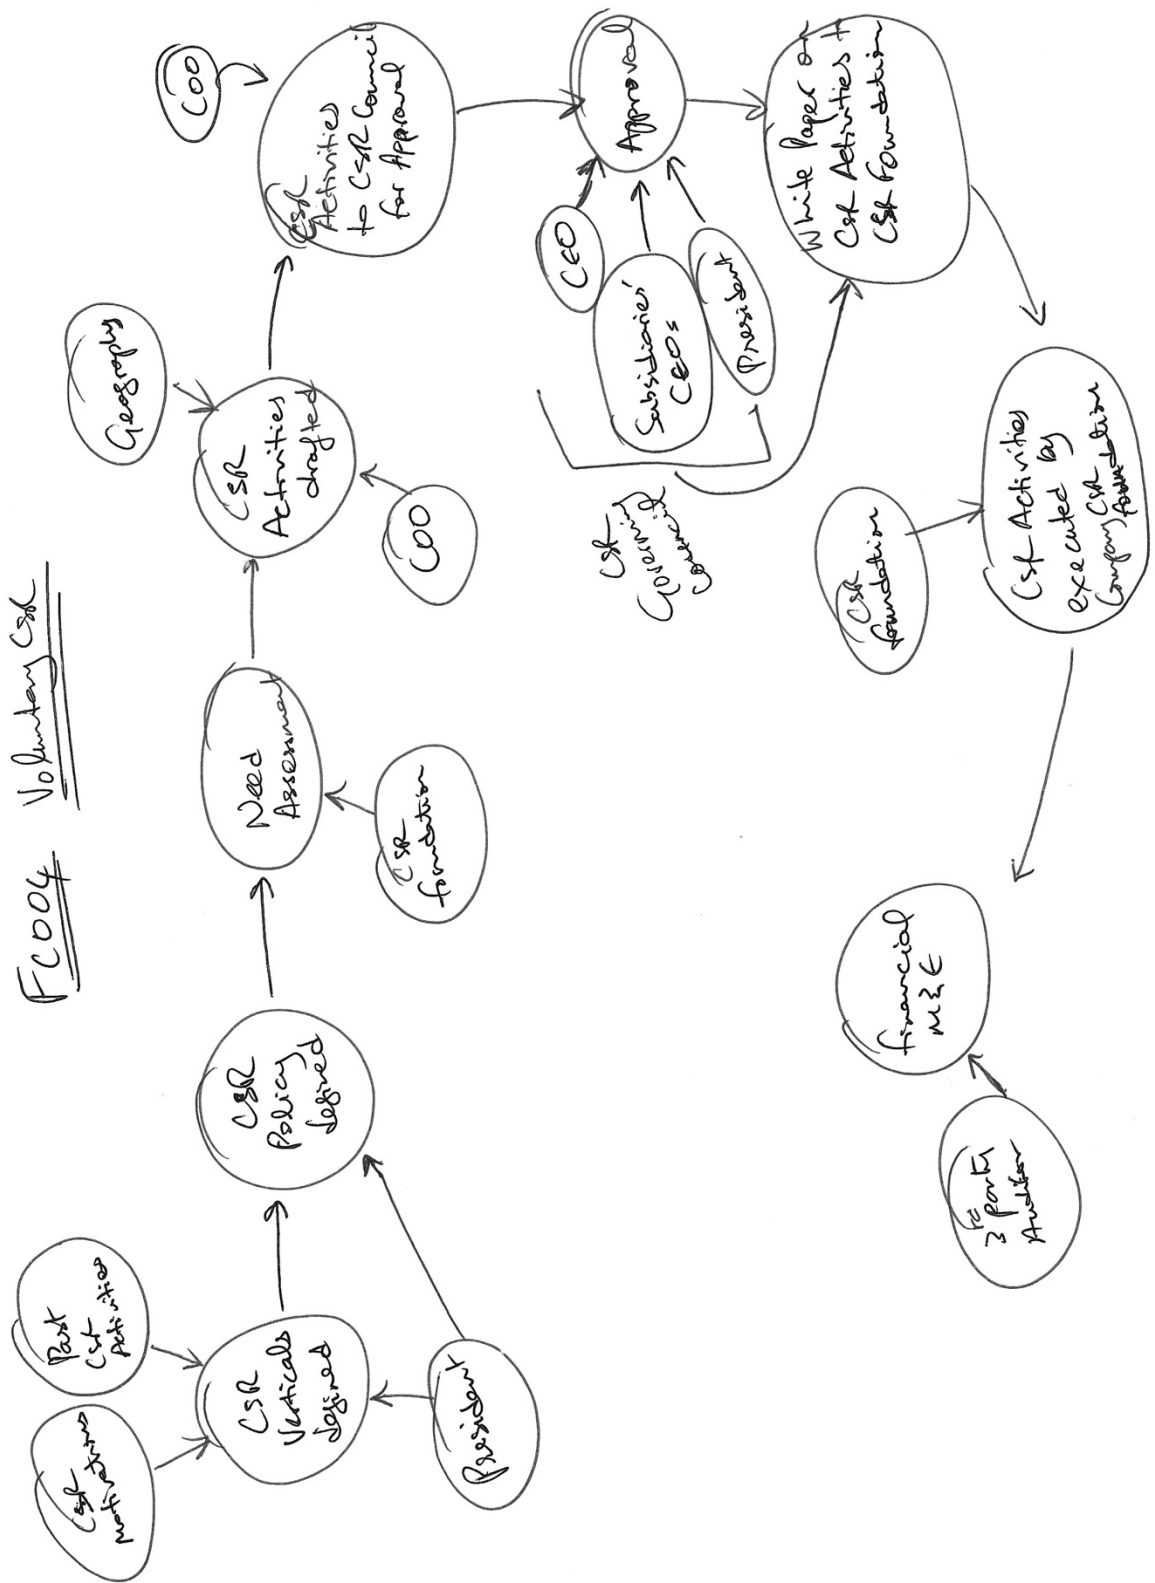 FC004 Voluntary CSR
CSR
motivations
Past
CSR
Activities
CSR
Verticals
defined
President
CSR
Policy
defined
Need
Assessment
CSR
foundation
Geography
CSR
Activities
drafted
COO
COO
CSR
Activities
to CSR Council
for Approval
Approval
CEO
Subsidiaries'
CEOs
President
CSR
Governing
Council
White Paper on
CSR Activities to
CSR Foundation
CSR
foundation
CSR Activities
executed by
Company CSR
foundation
financial
M & E
3rd Party
Auditor